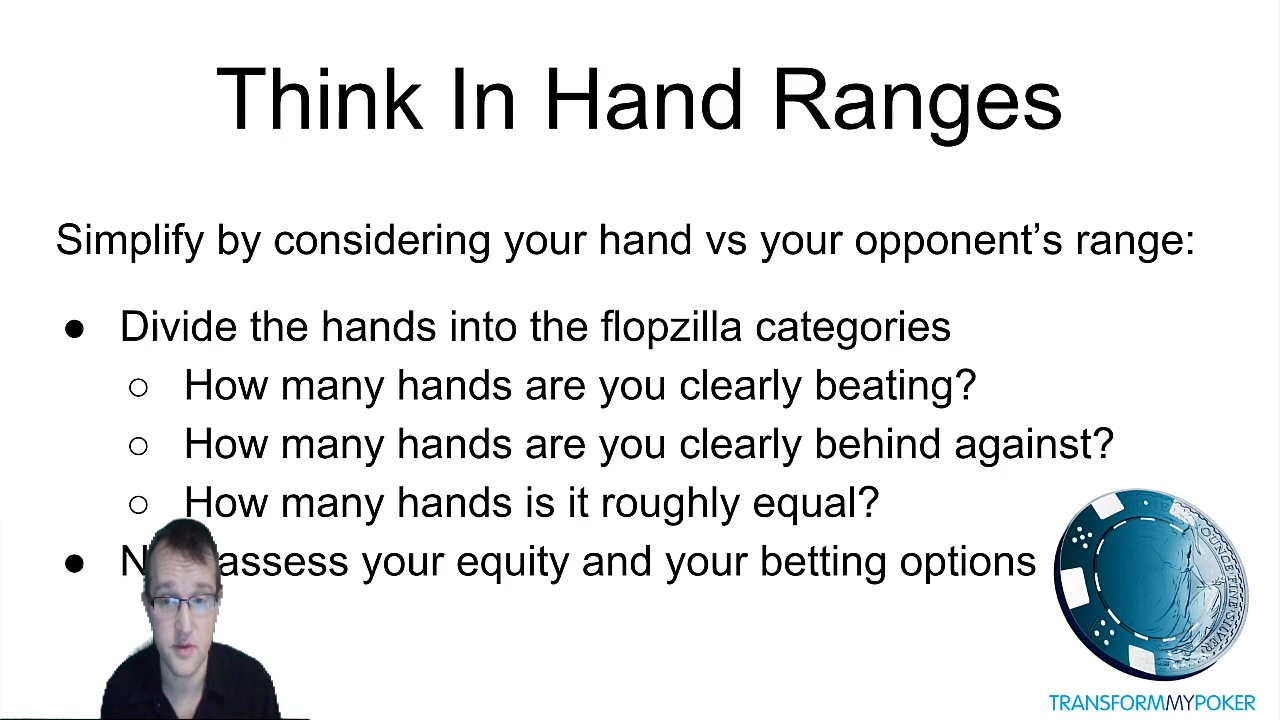 Think In Hand Ranges
Simplify by considering your hand vs your opponent’s range:
● Divide the hands into the flopzilla categories
○ How many hands are you clearly beating?
○ How many hands are you clearly behind against?
○ How many hands is it roughly equal?
● assess your equity and your betting options
TRANSFORMMYPOKER